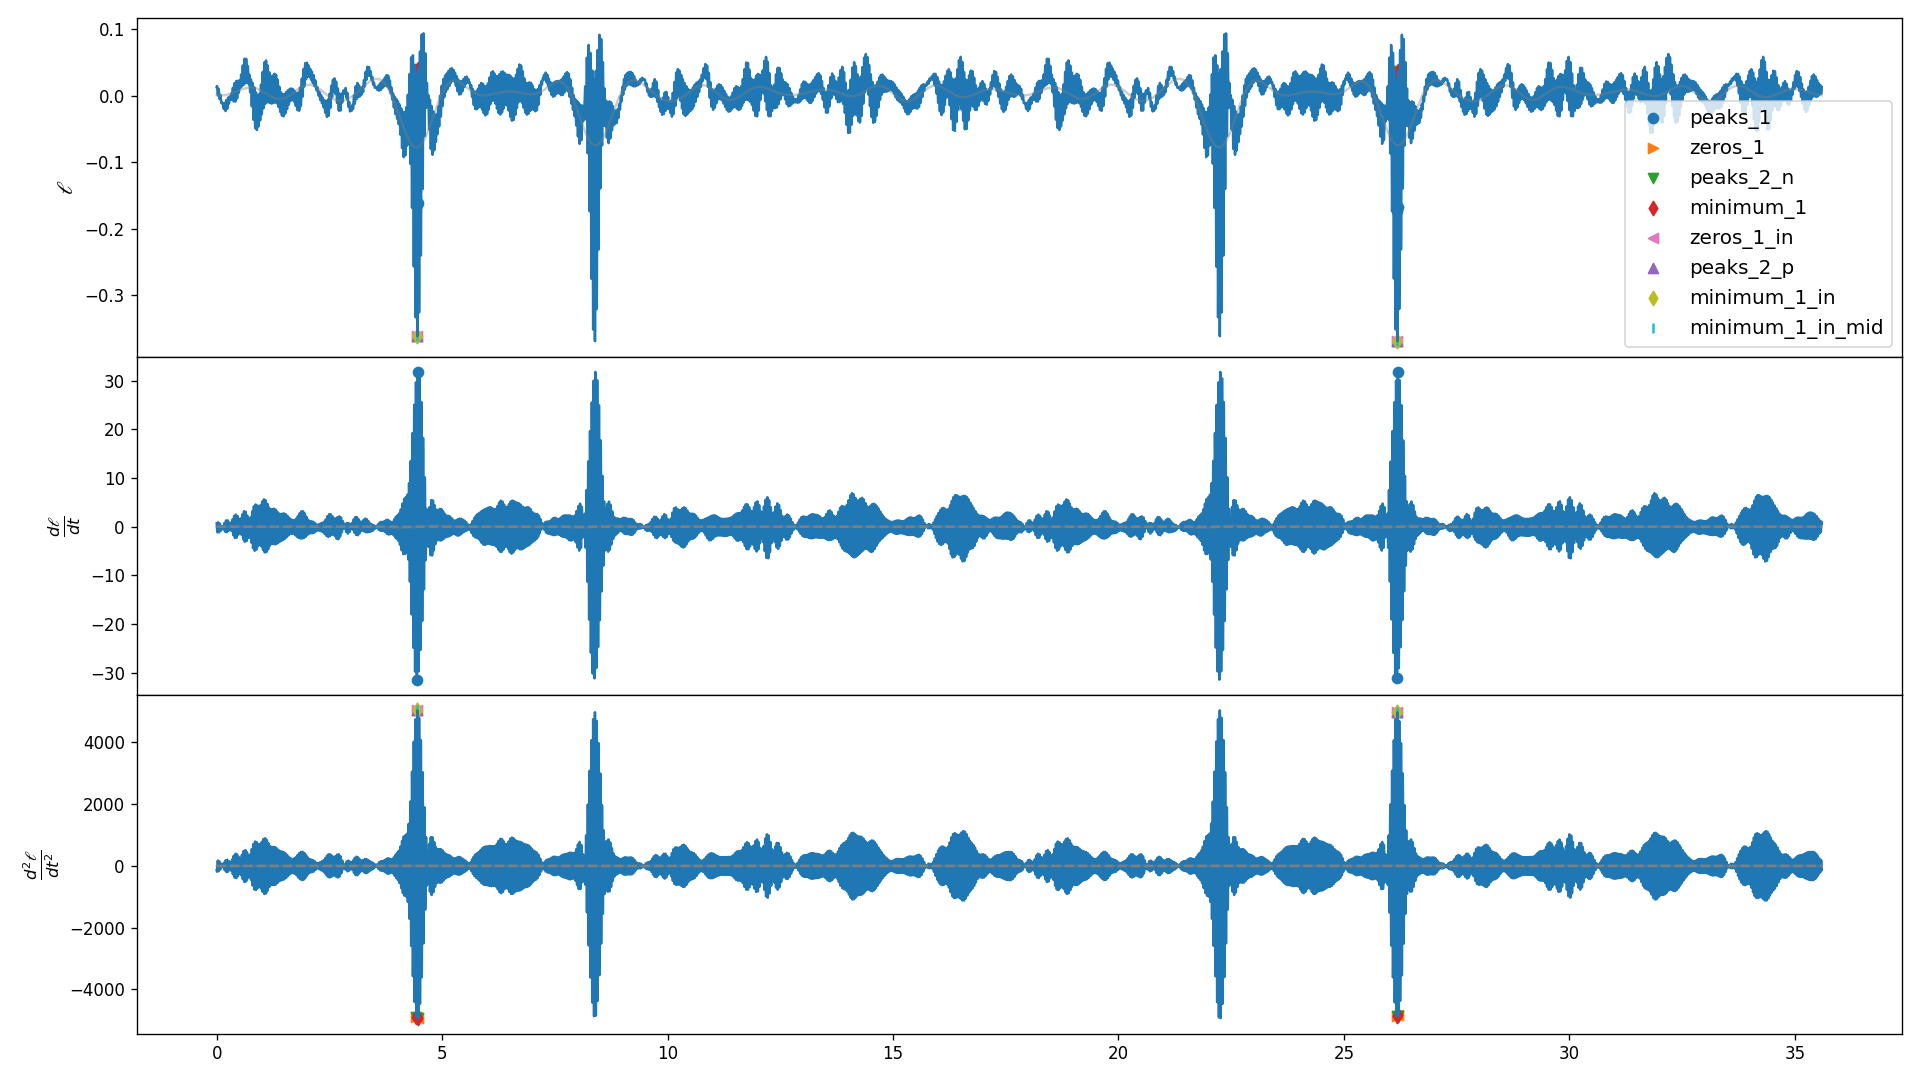 0.1
0.0
−0.1
−0.2
−0.3
ℓ
peaks_1
zeros_1
peaks_2_n
minimum_1
zeros_1_in
peaks_2_p
minimum_1_in
minimum_1_in_mid
30
20
10
0
−10
−20
−30
dℓ
dt
4000
2000
0
−2000
−4000
d²ℓ
dt²
0 5 10 15 20 25 30 35